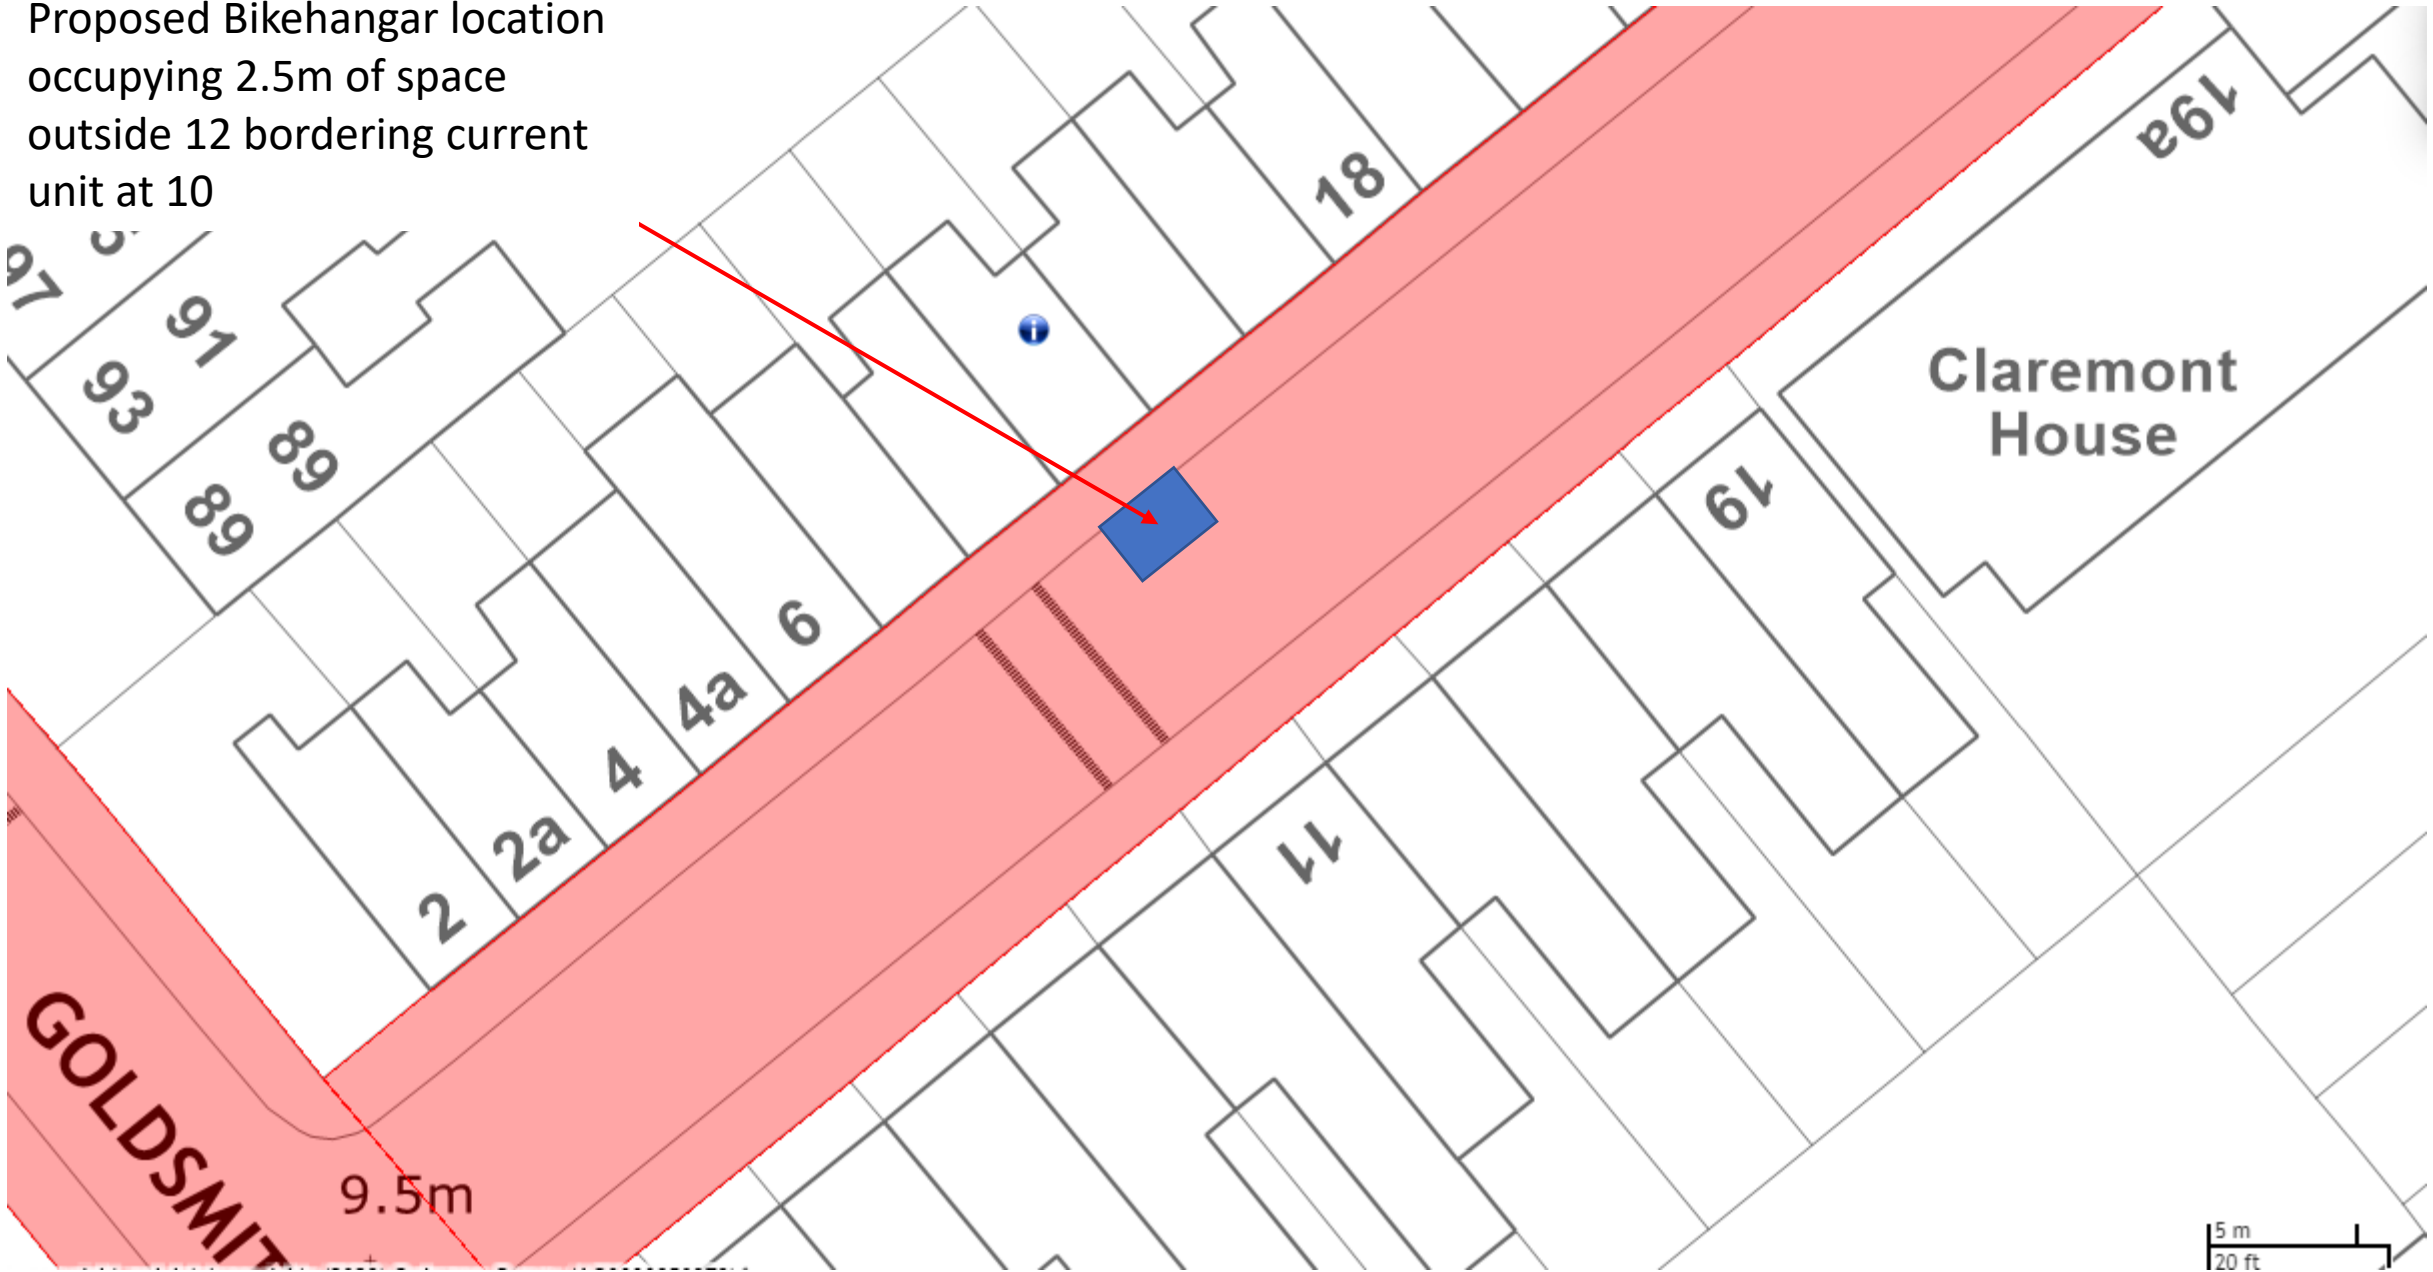 Proposed Bikehangar location
occupying 2.5m of space
outside 12 bordering current
unit at 10
97
91
93
89
89
18
19a
Claremont
House
19
6
4a
4
2a
2
11
GOLDSMIT
9.5m
5 m
20 ft